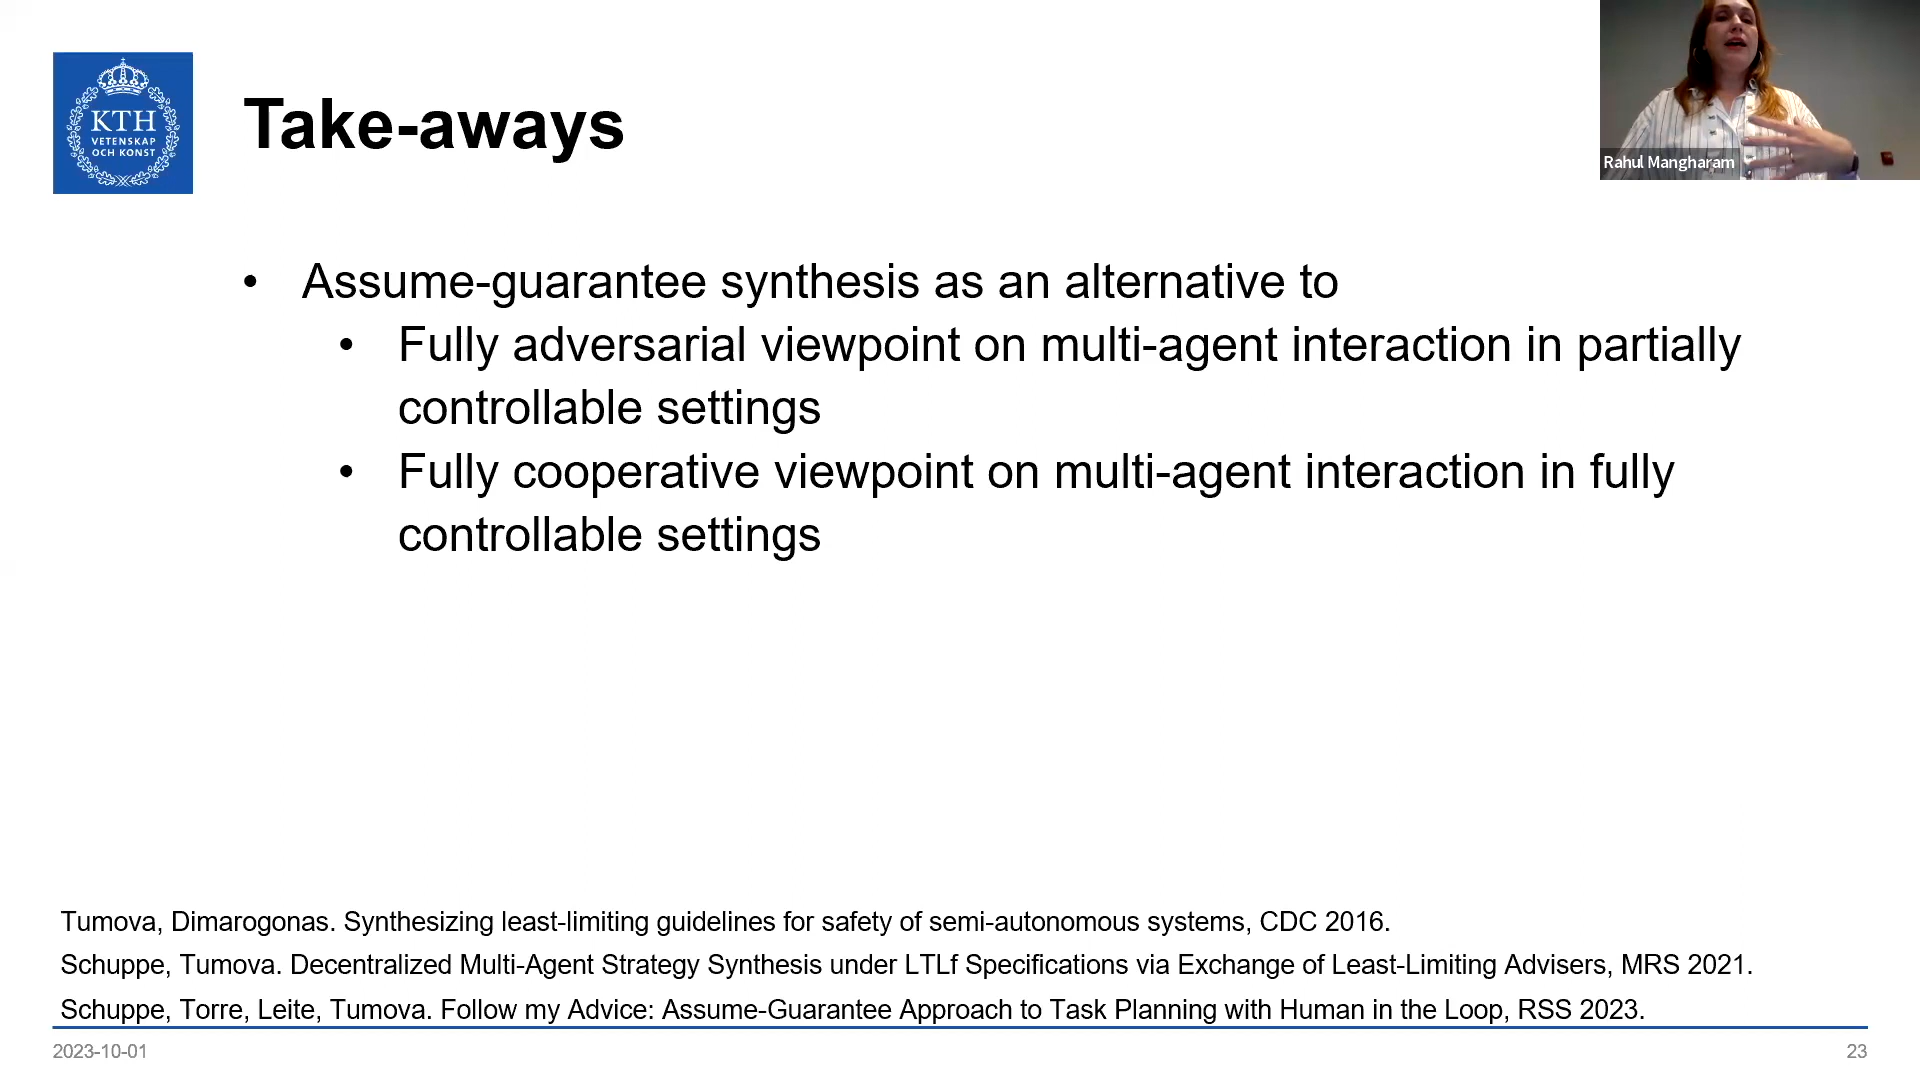 KTH
VETENSKAP
OCH KONST
Take-aways
Rahul Mangharam
• Assume-guarantee synthesis as an alternative to
• Fully adversarial viewpoint on multi-agent interaction in partially
controllable settings
• Fully cooperative viewpoint on multi-agent interaction in fully
controllable settings
Tumova, Dimarogonas. Synthesizing least-limiting guidelines for safety of semi-autonomous systems, CDC 2016.
Schuppe, Tumova. Decentralized Multi-Agent Strategy Synthesis under LTLf Specifications via Exchange of Least-Limiting Advisers, MRS 2021.
Schuppe, Torre, Leite, Tumova. Follow my Advice: Assume-Guarantee Approach to Task Planning with Human in the Loop, RSS 2023.
2023-10-01
23